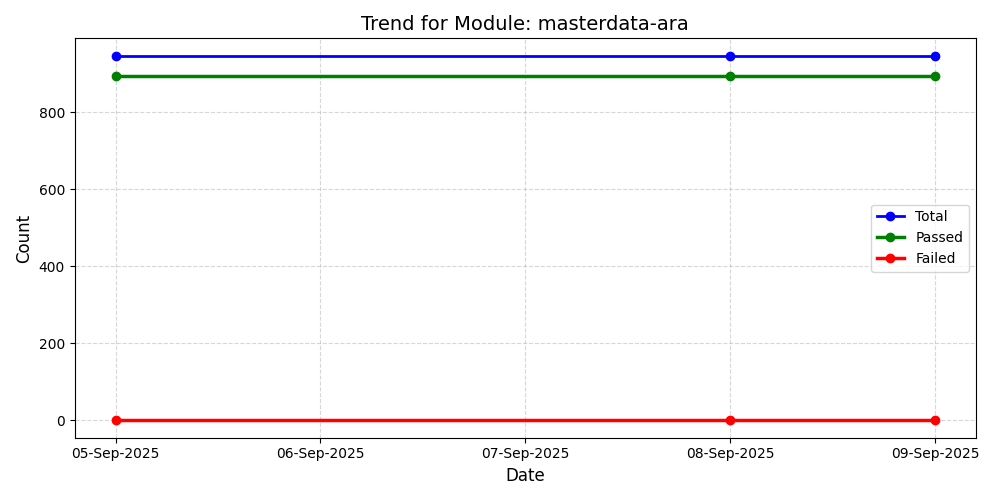 Trend for Module: masterdata-ara
Count
800
600
400
200
0
Total
Passed
Failed
05-Sep-2025
06-Sep-2025
07-Sep-2025
08-Sep-2025
09-Sep-2025
Date